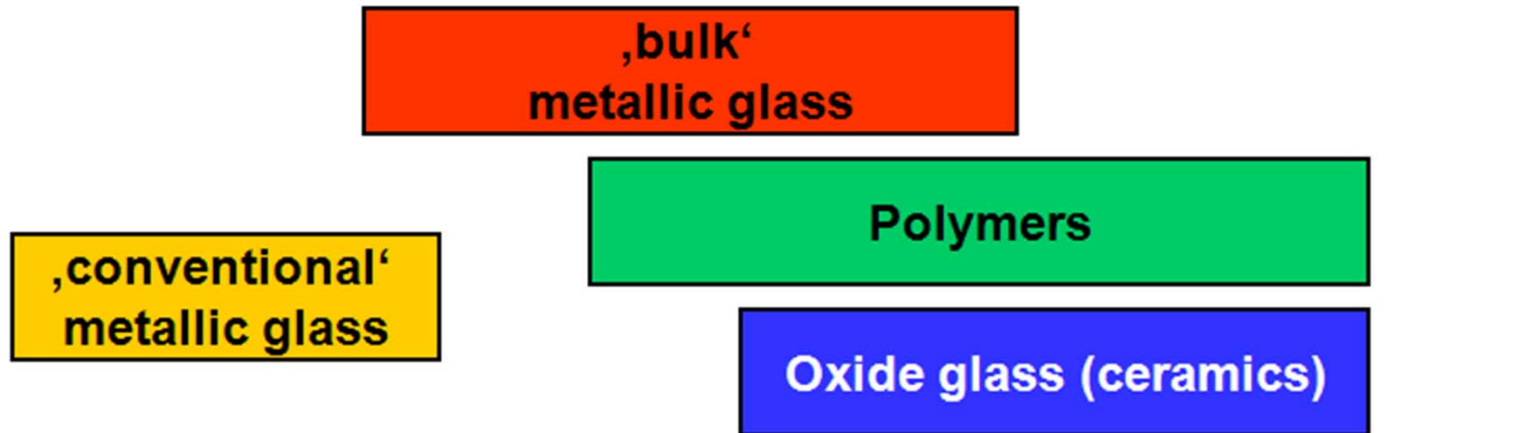 ‚bulk‘
metallic glass
Polymers
‚conventional‘
metallic glass
Oxide glass (ceramics)